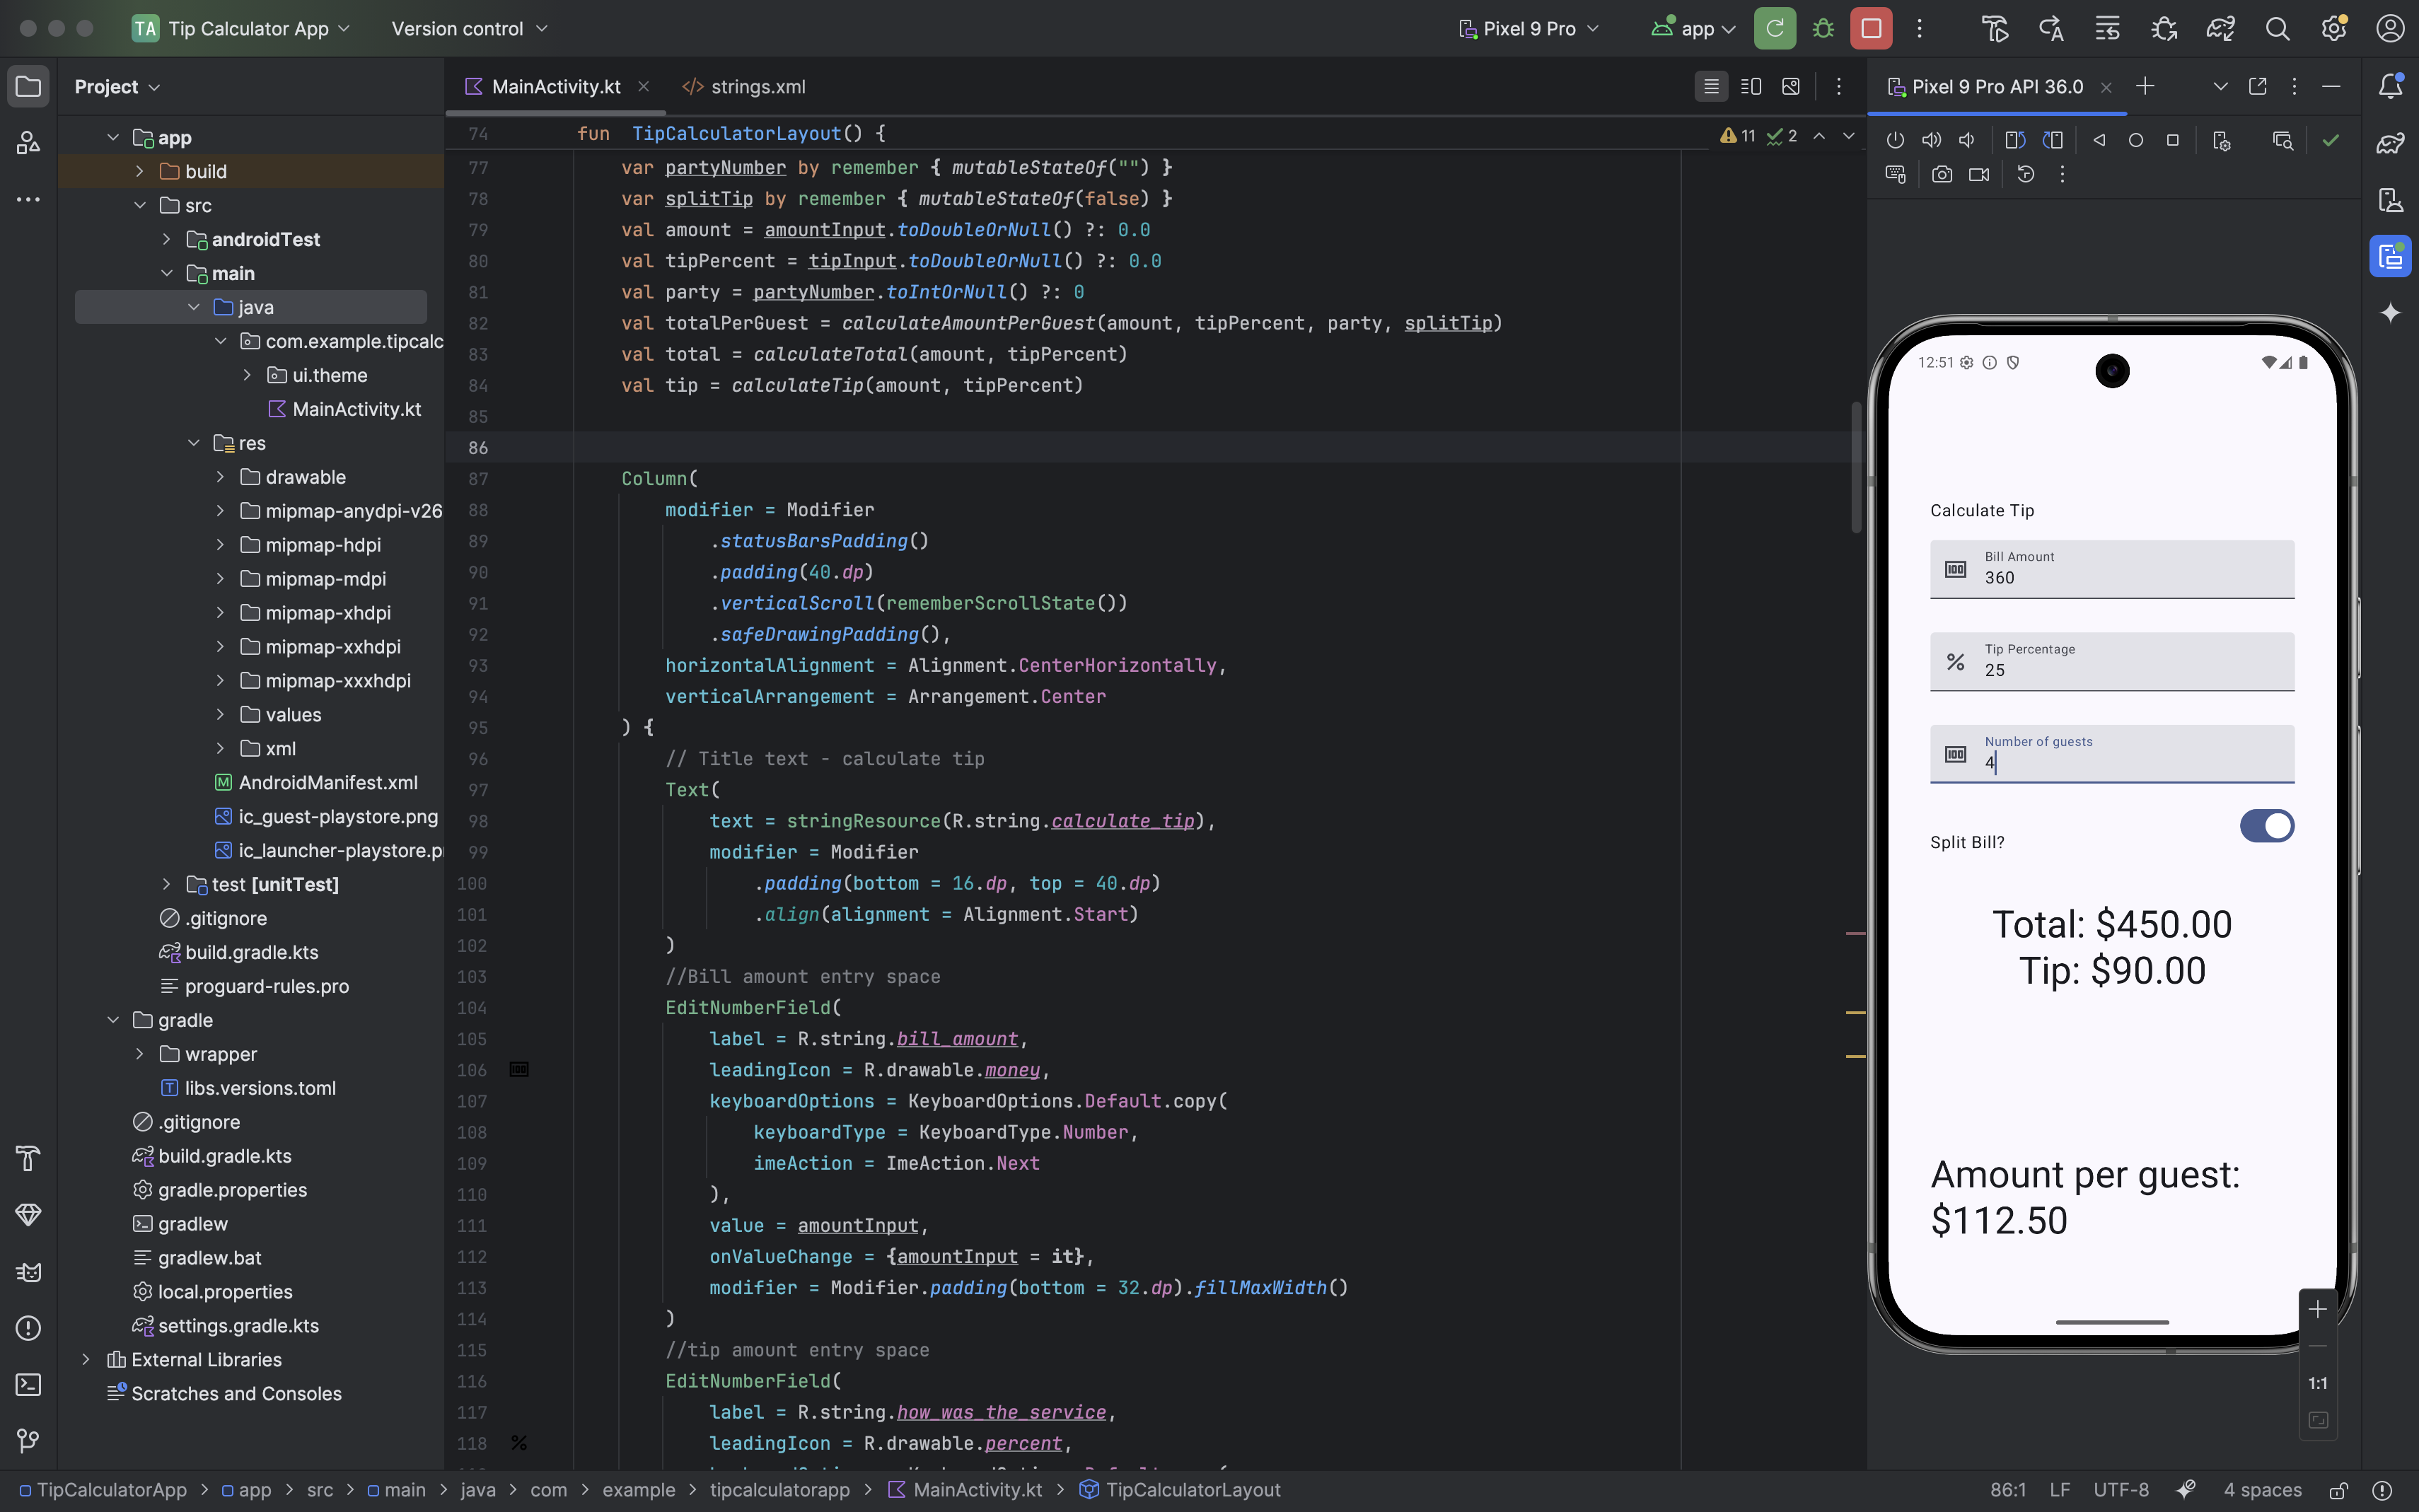 TA Tip Calculator App Version control Pixel 9 Pro app
Project
app
build
src
androidTest
main
java
com.example.tipcalc
ui.theme
MainActivity.kt
res
drawable
mipmap-anydpi-v26
mipmap-hdpi
mipmap-mdpi
mipmap-xhdpi
mipmap-xxhdpi
mipmap-xxxhdpi
values
xml
AndroidManifest.xml
ic_guest-playstore.png
ic_launcher-playstore.p
test [unitTest]
.gitignore
build.gradle.kts
proguard-rules.pro
gradle
wrapper
libs.versions.toml
.gitignore
build.gradle.kts
gradle.properties
gradlew
gradlew.bat
local.properties
settings.gradle.kts
External Libraries
Scratches and Consoles
MainActivity.kt strings.xml
74 fun TipCalculatorLayout() { 11 2
77 var partyNumber by remember { mutableStateOf("") }
78 var splitTip by remember { mutableStateOf(false) }
79 val amount = amountInput.toDoubleOrNull() ?: 0.0
80 val tipPercent = tipInput.toDoubleOrNull() ?: 0.0
81 val party = partyNumber.toIntOrNull() ?: 0
82 val totalPerGuest = calculateAmountPerGuest(amount, tipPercent, party, splitTip)
83 val total = calculateTotal(amount, tipPercent)
84 val tip = calculateTip(amount, tipPercent)
85
86
87 Column(
88 modifier = Modifier
89 .statusBarsPadding()
90 .padding(40.dp)
91 .verticalScroll(rememberScrollState())
92 .safeDrawingPadding(),
93 horizontalAlignment = Alignment.CenterHorizontally,
94 verticalArrangement = Arrangement.Center
95 ) {
96 // Title text - calculate tip
97 Text(
98 text = stringResource(R.string.calculate_tip),
99 modifier = Modifier
100 .padding(bottom = 16.dp, top = 40.dp)
101 .align(alignment = Alignment.Start)
102 )
103 //Bill amount entry space
104 EditNumberField(
105 label = R.string.bill_amount,
106 leadingIcon = R.drawable.money,
107 keyboardOptions = KeyboardOptions.Default.copy(
108 keyboardType = KeyboardType.Number,
109 imeAction = ImeAction.Next
110 ),
111 value = amountInput,
112 onValueChange = {amountInput = it},
113 modifier = Modifier.padding(bottom = 32.dp).fillMaxWidth()
114 )
115 //tip amount entry space
116 EditNumberField(
117 label = R.string.how_was_the_service,
118 leadingIcon = R.drawable.percent,
Pixel 9 Pro API 36.0
12:51
Calculate Tip
Bill Amount
360
Tip Percentage
25
Number of guests
4
Split Bill?
Total: $450.00
Tip: $90.00
Amount per guest:
$112.50
1:1
TipCalculatorApp > app > src > main > java > com > example > tipcalculatorapp > MainActivity.kt > TipCalculatorLayout 86:1 LF UTF-8 4 spaces